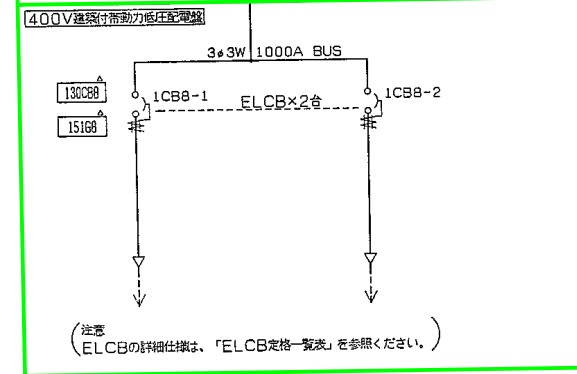 400V建築付帯動力低圧配電盤
3φ3W 1000A BUS
130CB8
1CB8-1
ELCB×2台
1CB8-2
151G8
注意
ELCBの詳細仕様は、「ELCB定格一覧表」を参照ください。